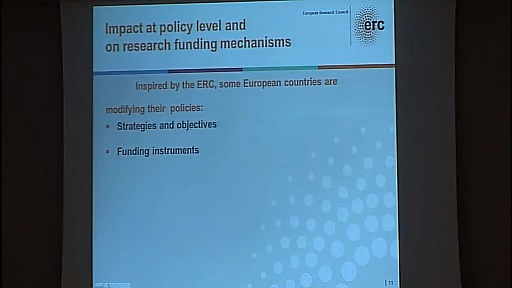 European Research Council
erc
Impact at policy level and
on research funding mechanisms
Inspired by the ERC, some European countries are
modifying their policies:
• Strategies and objectives
• Funding instruments
| 11